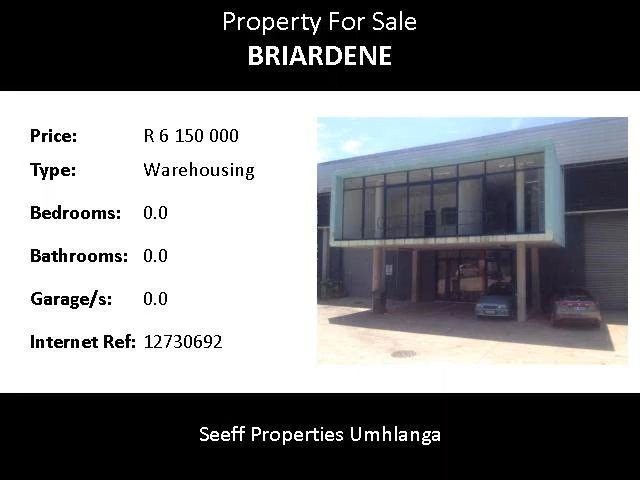 Property For Sale
BRIARDENE
Price: R 6 150 000
Type: Warehousing
Bedrooms: 0.0
Bathrooms: 0.0
Garage/s: 0.0
Internet Ref: 12730692
Seeff Properties Umhlanga